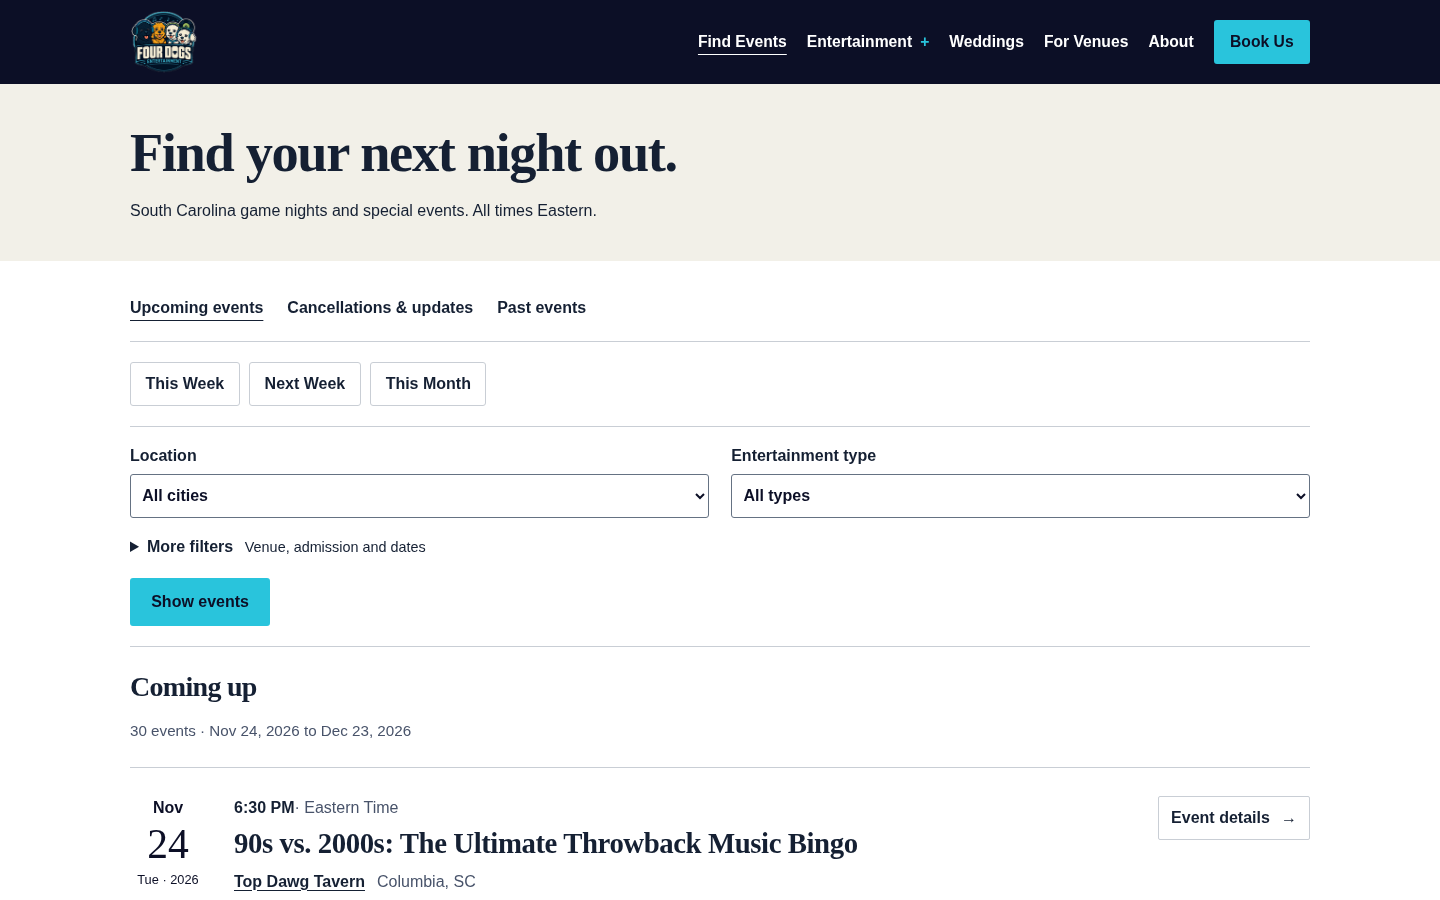 FOUR DOGS
ENTERTAINMENT
Find Events
Entertainment +
Weddings
For Venues
About
Book Us
Find your next night out.
South Carolina game nights and special events. All times Eastern.
Upcoming events
Cancellations & updates
Past events
This Week
Next Week
This Month
Location
Entertainment type
All cities
All types
More filters Venue, admission and dates
Show events
Coming up
30 events · Nov 24, 2026 to Dec 23, 2026
Nov
24
Tue · 2026
6:30 PM· Eastern Time
90s vs. 2000s: The Ultimate Throwback Music Bingo
Top Dawg Tavern Columbia, SC
Event details →